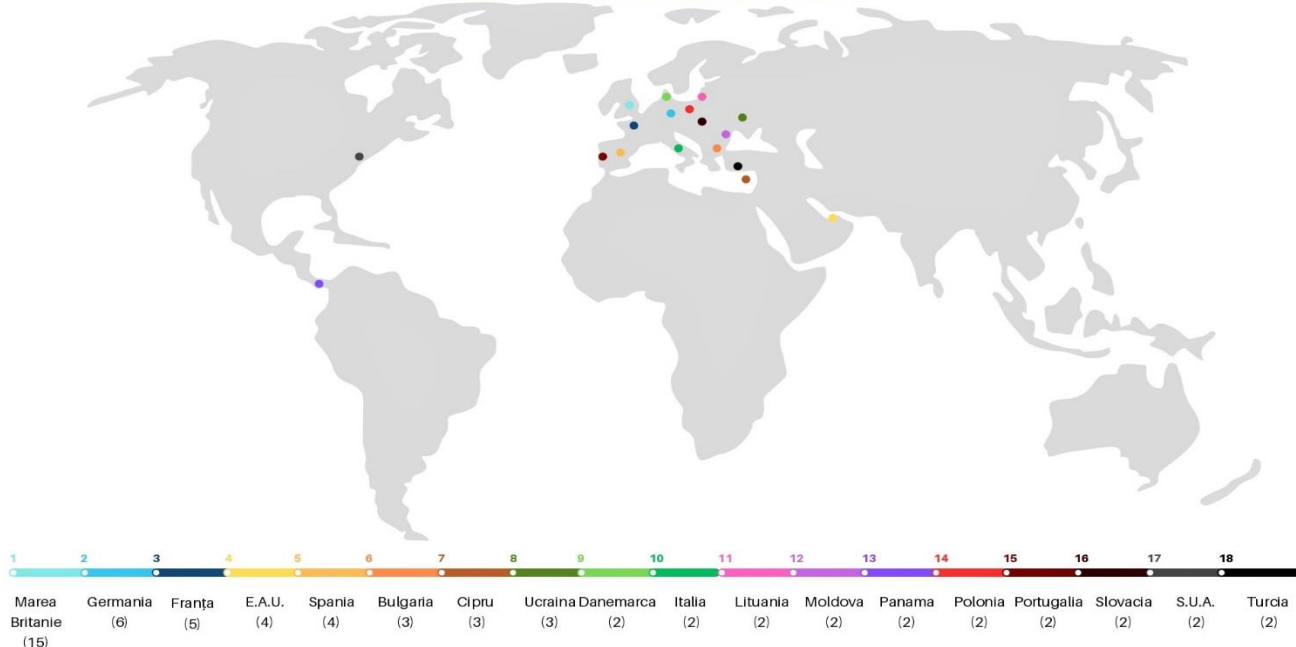 1 2 3 4 5 6 7 8 9 10 11 12 13 14 15 16 17 18
Marea Britanie (15)
Germania (6)
Franța (5)
E.A.U. (4)
Spania (4)
Bulgaria (3)
Cipru (3)
Ucraina (3)
Danemarca (2)
Italia (2)
Lituania (2)
Moldova (2)
Panama (2)
Polonia (2)
Portugalia (2)
Slovacia (2)
S.U.A. (2)
Turcia (2)